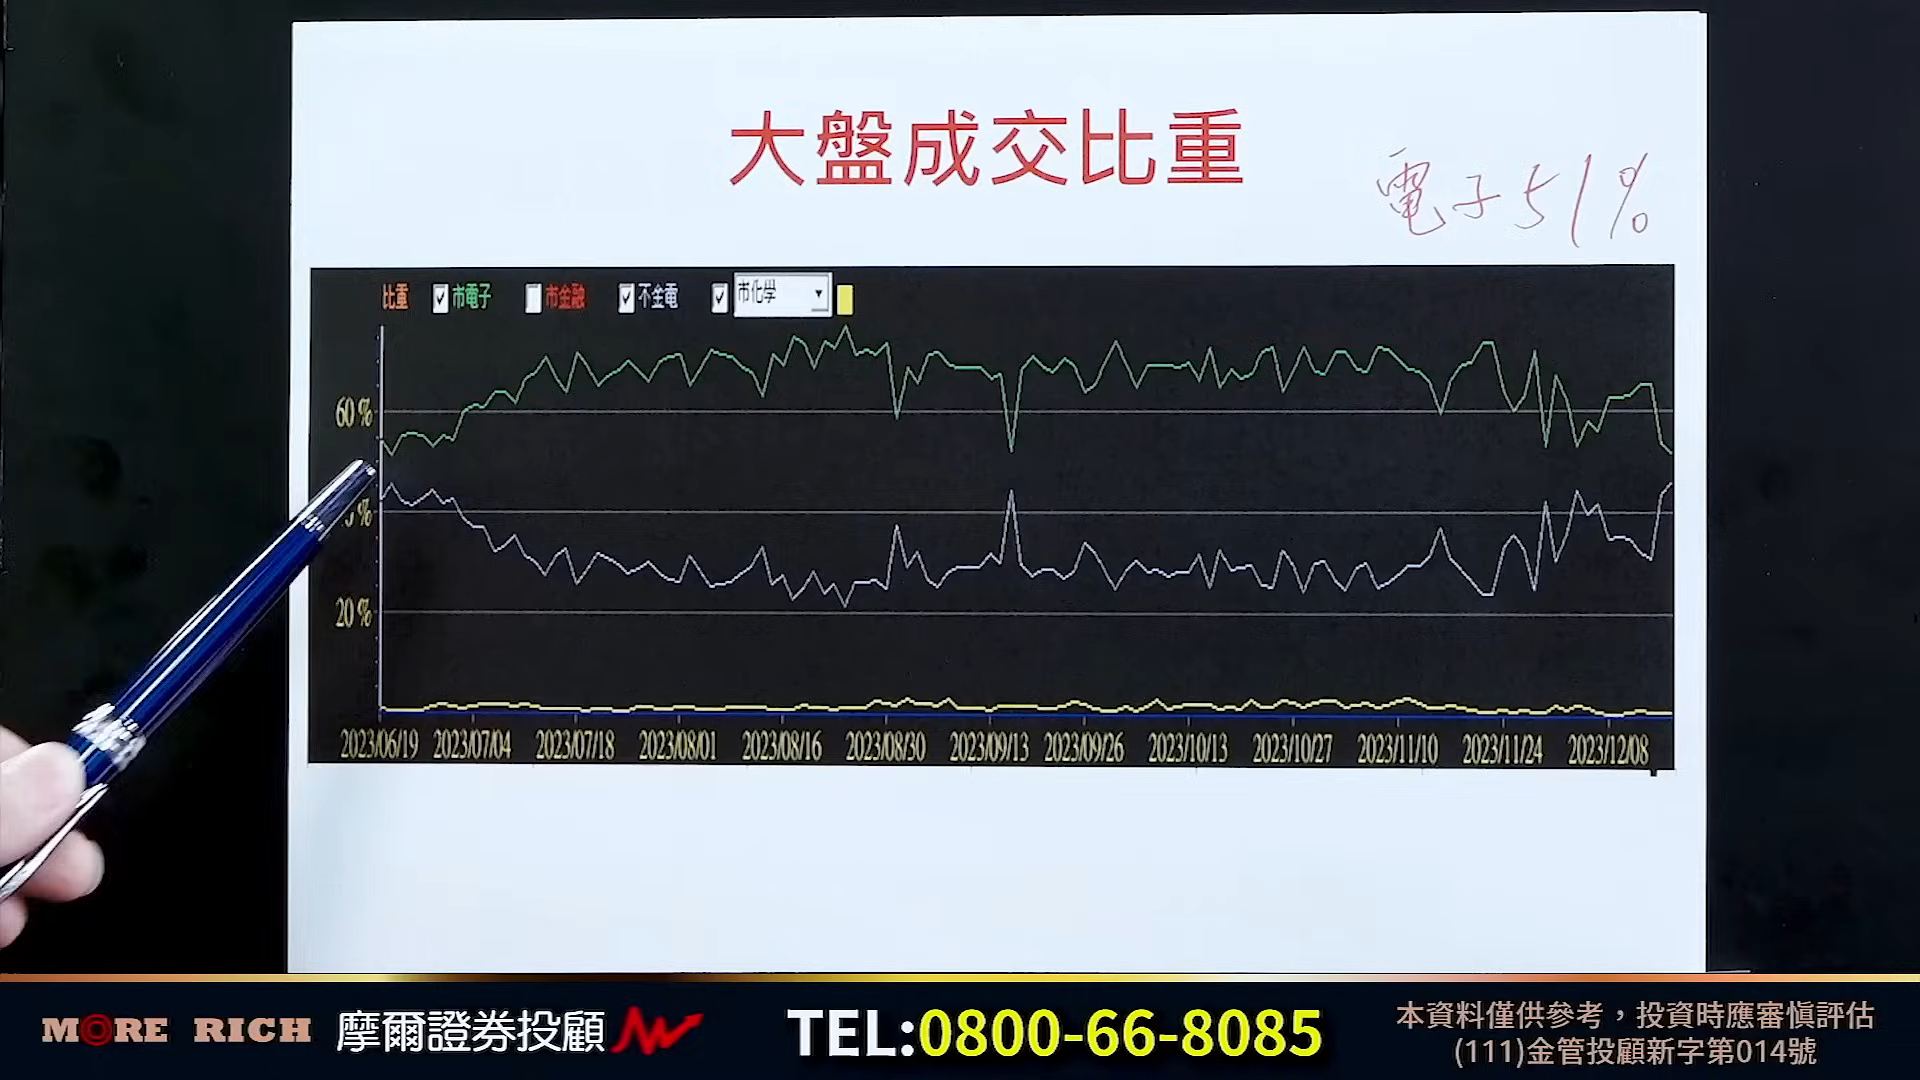 大盤成交比重
電子51%
比重 市電子 市金融 不金電 市化學
60%
20%
2023/06/19 2023/07/04 2023/07/18 2023/08/01 2023/08/16 2023/08/30 2023/09/13 2023/09/26 2023/10/13 2023/10/27 2023/11/10 2023/11/24 2023/12/08
MORE RICH 摩爾證券投顧 TEL:0800-66-8085
本資料僅供參考，投資時應審慎評估
(111)金管投顧新字第014號